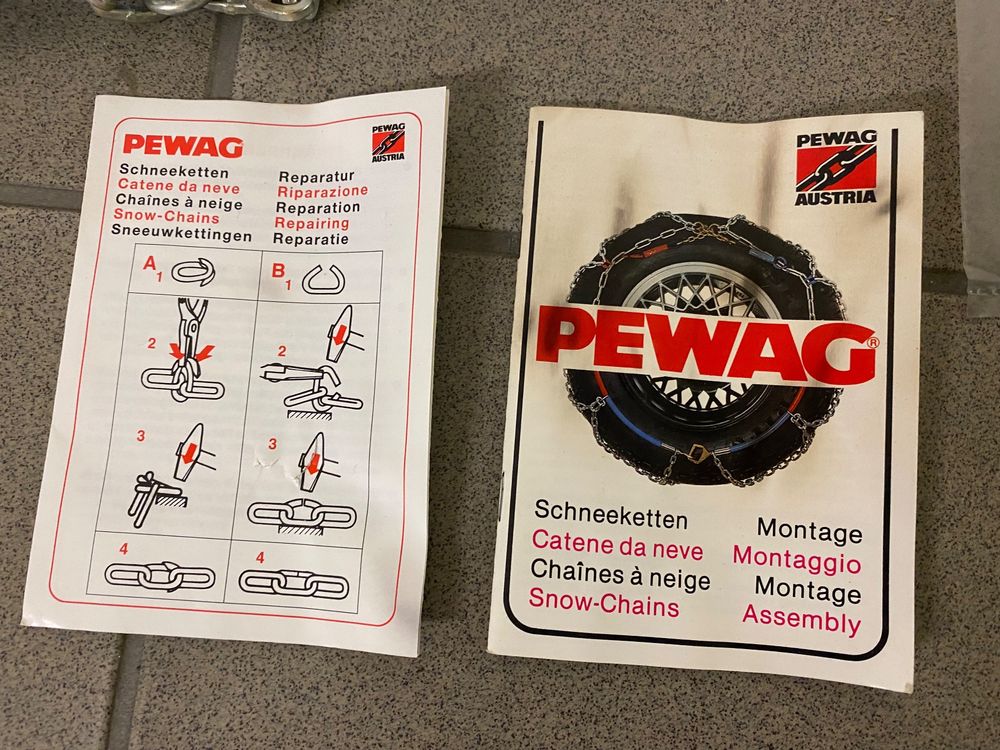 PEWAG
PEWAG
AUSTRIA
Schneeketten Reparatur
Catene da neve Riparazione
Chaînes à neige Reparation
Snow-Chains Repairing
Sneeuwkettingen Reparatie
A1 B1
2 2
3 3
4 4
PEWAG
AUSTRIA
PEWAG®
Schneeketten Montage
Catene da neve Montaggio
Chaînes à neige Montage
Snow-Chains Assembly